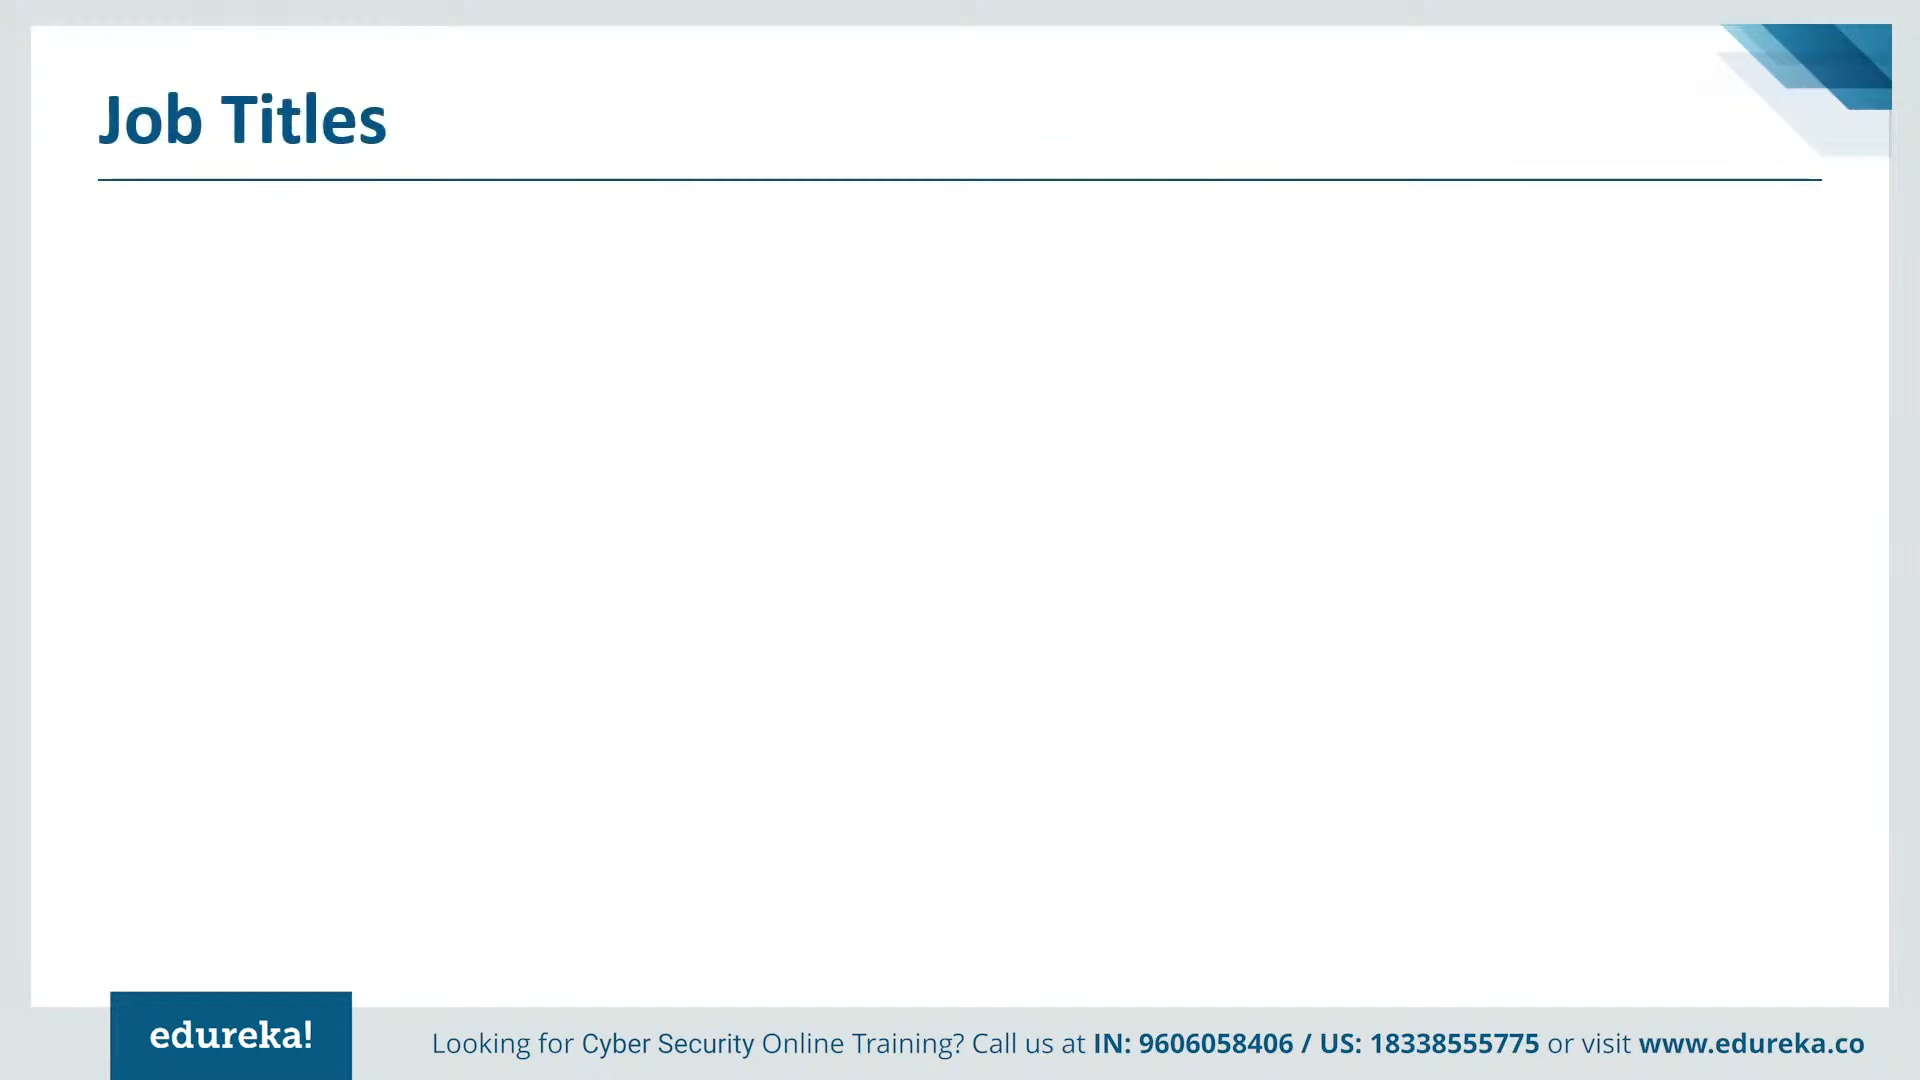 Job Titles
edureka!
Looking for Cyber Security Online Training? Call us at IN: 9606058406 / US: 18338555775 or visit www.edureka.co